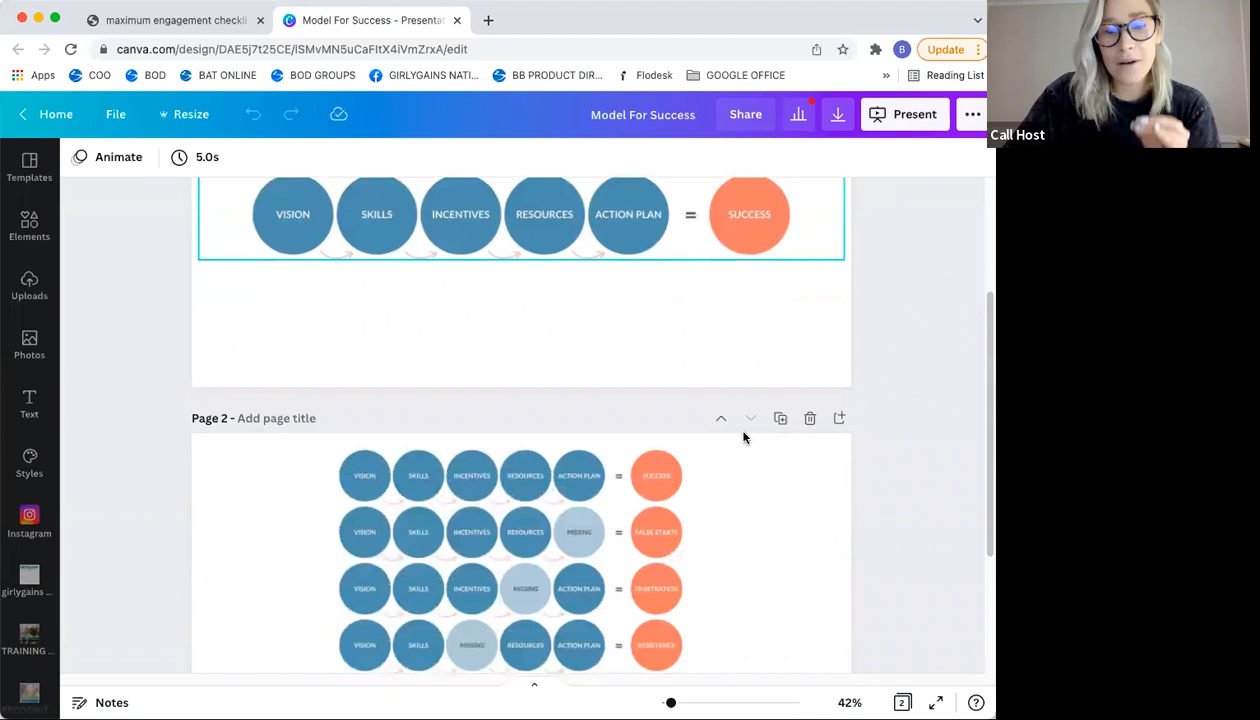 maximum engagement checkli
Model For Success - Presentat
canva.com/design/DAE5j7t25CE/lSMvMN5uCaFltX4iVmZrxA/edit
B
Update
Apps
COO
BOD
BAT ONLINE
BOD GROUPS
GIRLYGAINS NATI...
BB PRODUCT DIR...
Flodesk
GOOGLE OFFICE
»
Reading List
Home
File
Resize
Model For Success
Share
Present
Call Host
Animate
5.0s
Templates
Elements
Uploads
Photos
Text
Styles
Instagram
girlygains ...
TRAINING ...
RECOGNIT
VISION
SKILLS
INCENTIVES
RESOURCES
ACTION PLAN
=
SUCCESS
Page 2 - Add page title
VISION SKILLS INCENTIVES RESOURCES ACTION PLAN = SUCCESS
VISION SKILLS INCENTIVES RESOURCES MISSING = FALSE STARTS
VISION SKILLS INCENTIVES MISSING ACTION PLAN = FRUSTRATION
VISION SKILLS MISSING RESOURCES ACTION PLAN = RESISTANCE
Notes
42%
2
?